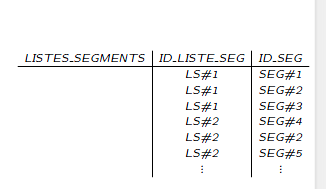 LISTES_SEGMENTS ID_LISTE_SEG ID_SEG
LS#1 SEG#1
LS#1 SEG#2
LS#1 SEG#3
LS#2 SEG#4
LS#2 SEG#2
LS#2 SEG#5
⋮ ⋮